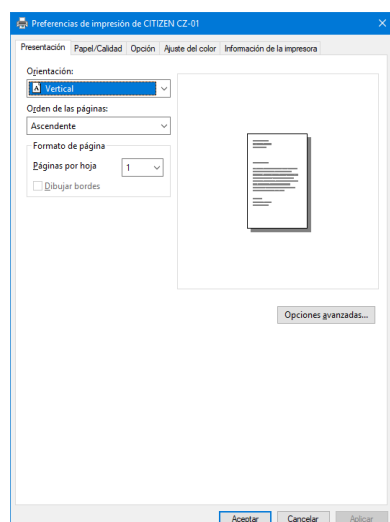 Preferencias de impresión de CITIZEN CZ-01
Presentación Papel/Calidad Opción Ajuste del color Información de la impresora
Orientación:
A Vertical
Orden de las páginas:
Ascendente
Formato de página
Páginas por hoja 1
Dibujar bordes
Opciones avanzadas...
Aceptar Cancelar Aplicar